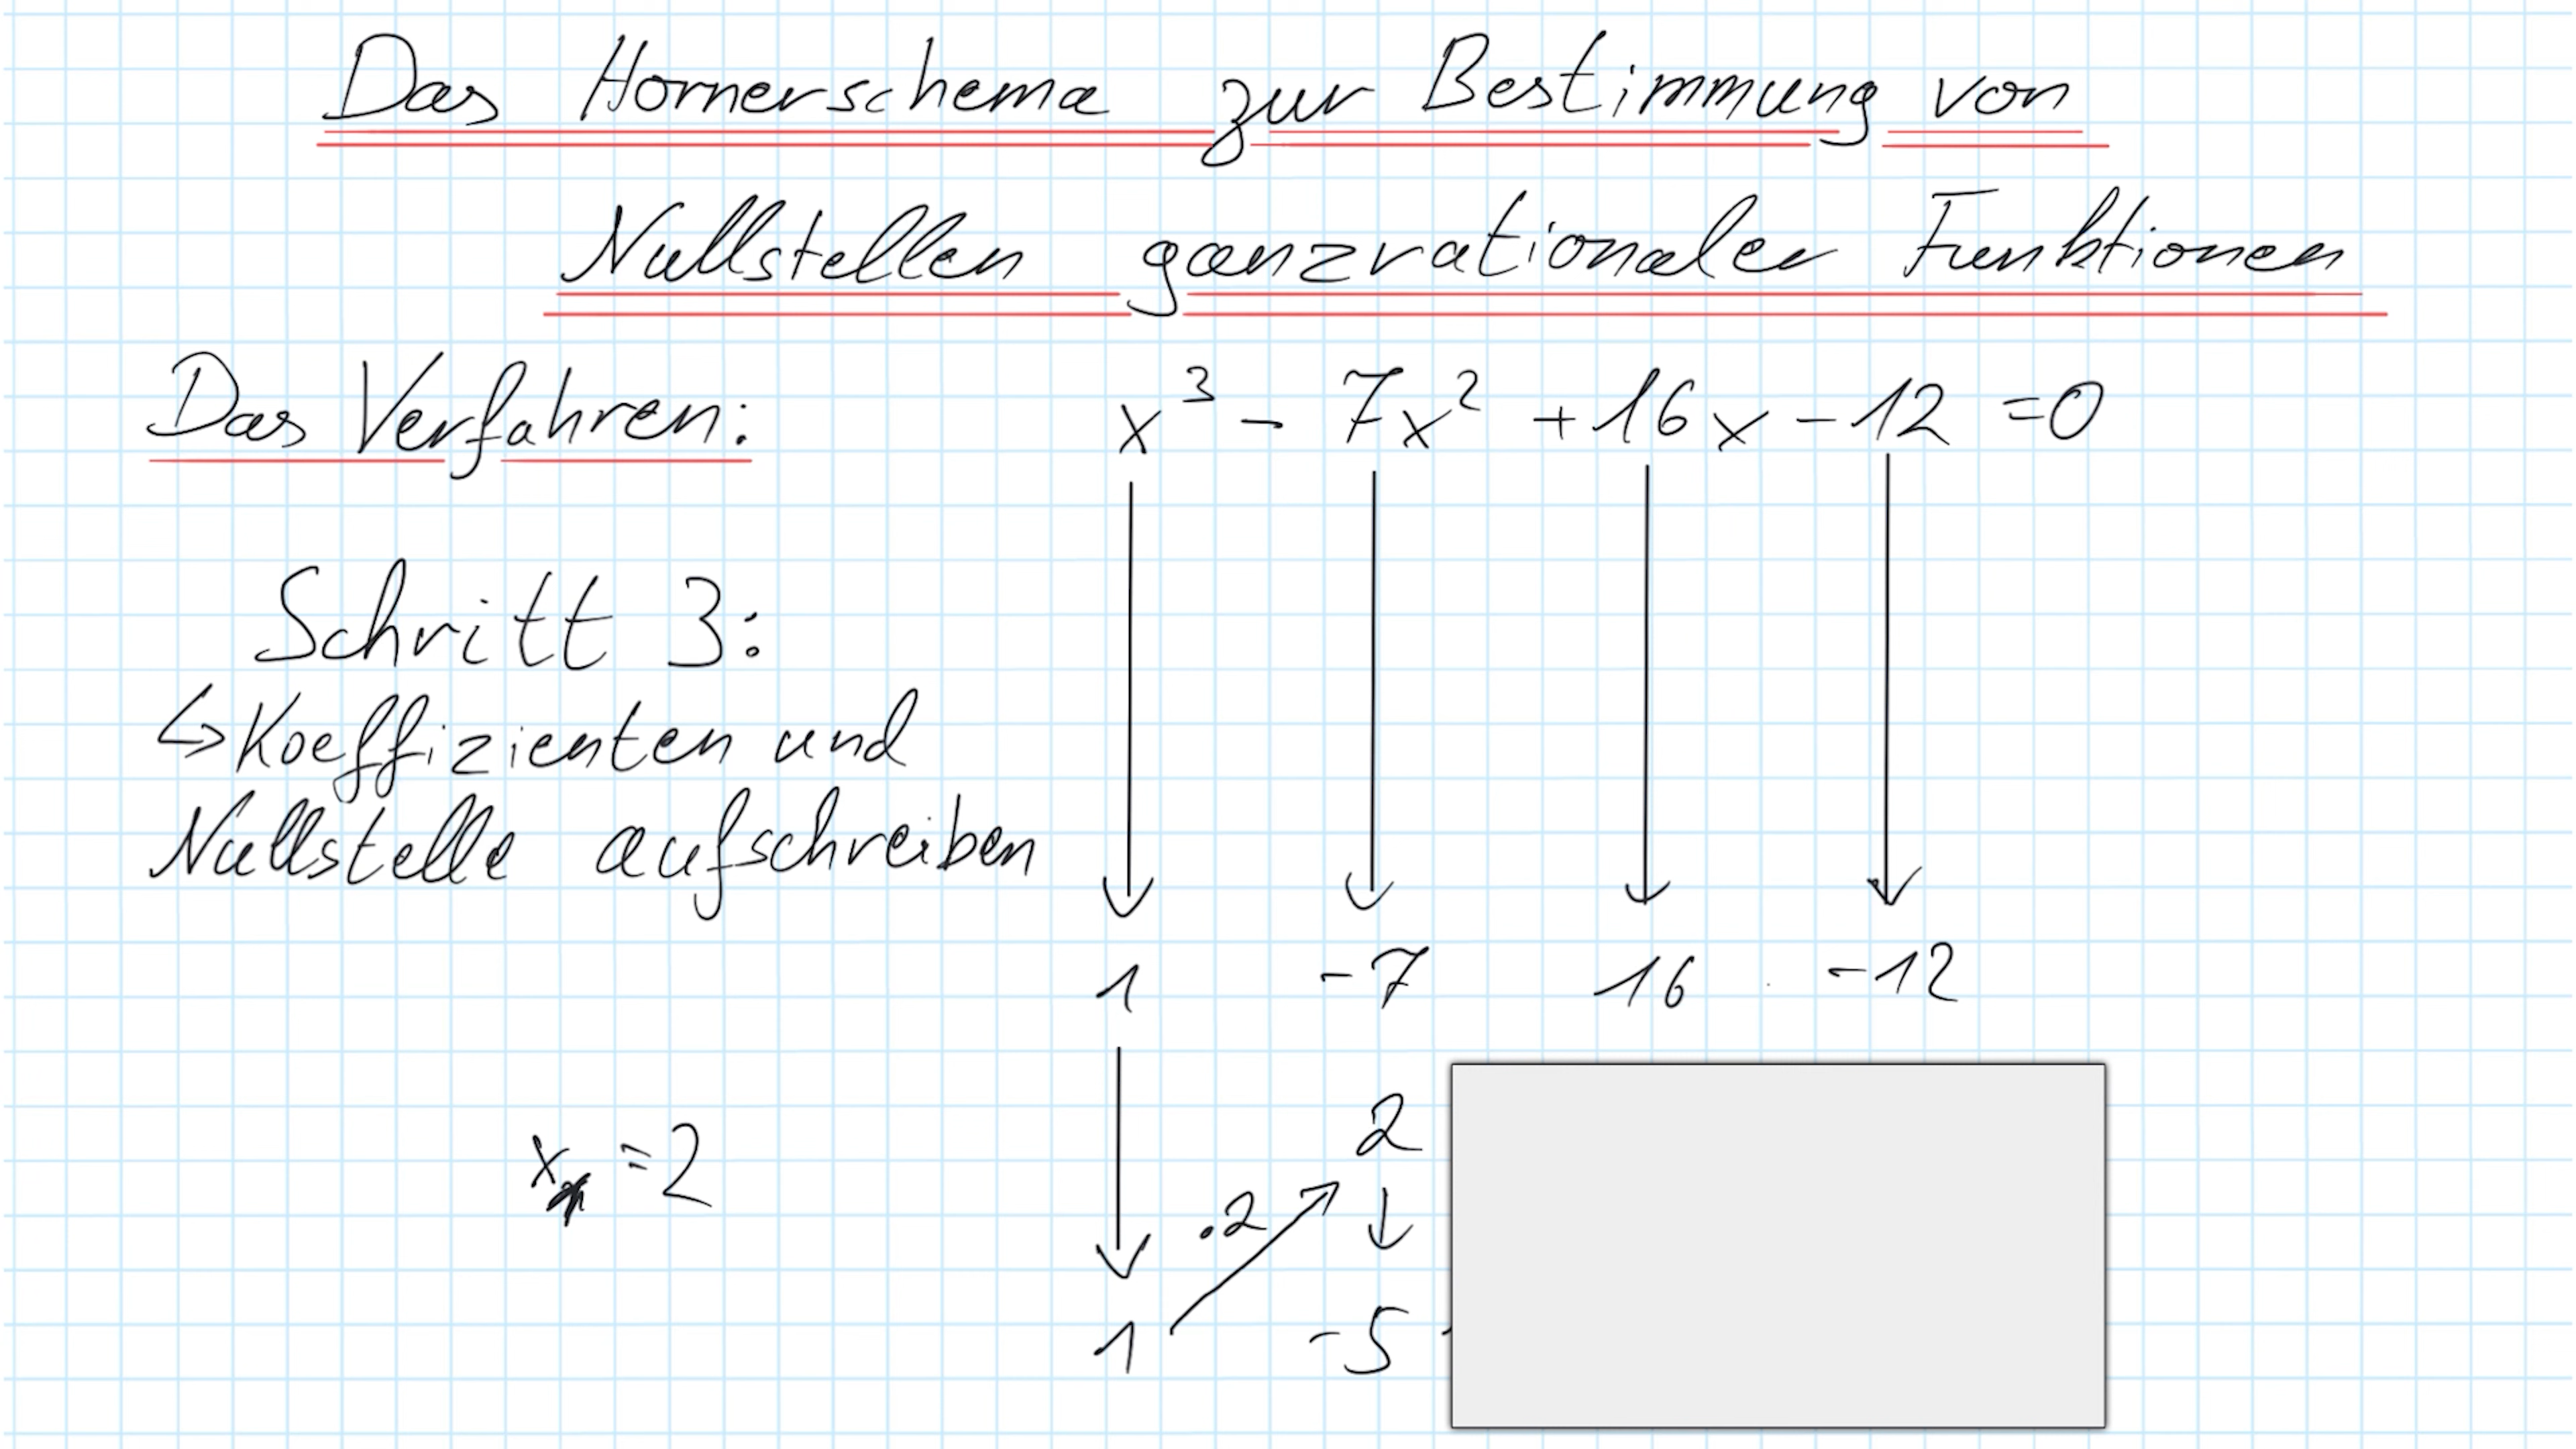 Das Hornerschema zur Bestimmung von
Nullstellen ganzrationaler Funktionen
Das Verfahren: x³ - 7x² + 16x - 12 = 0
Schritt 3:
↳ Koeffizienten und
Nullstelle aufschreiben
1 -7 16 -12
x = 2
2
·2
1 -5